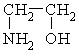 CH₂—CH₂
NH₂ OH